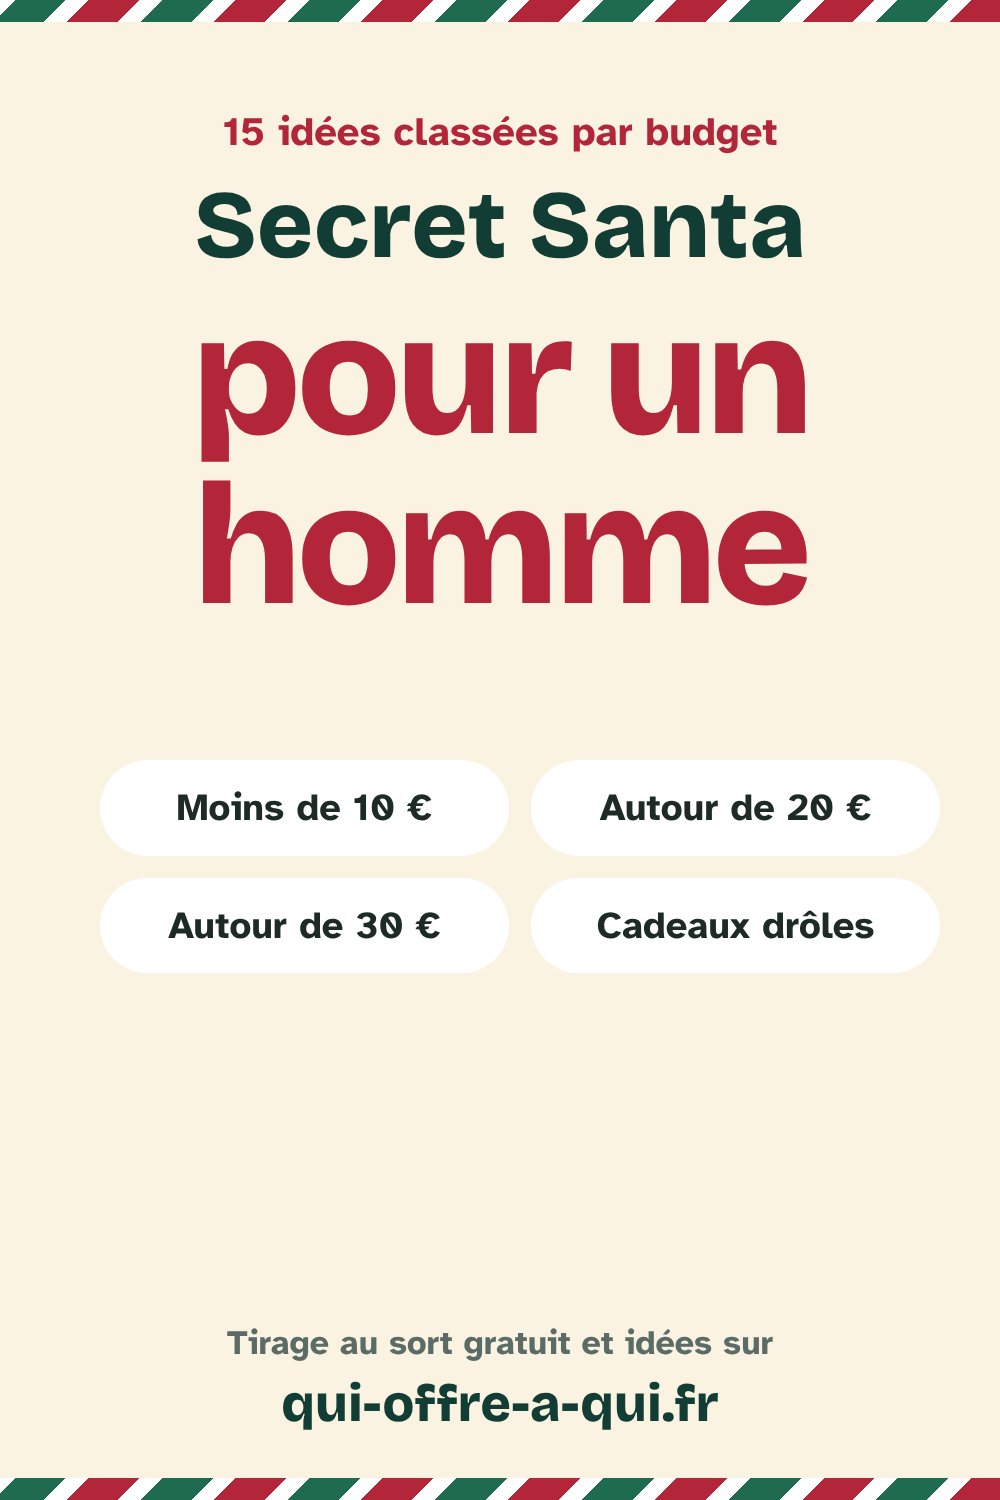 15 idées classées par budget
Secret Santa
pour un
homme
Moins de 10 €
Autour de 20 €
Autour de 30 €
Cadeaux drôles
Tirage au sort gratuit et idées sur
qui-offre-a-qui.fr